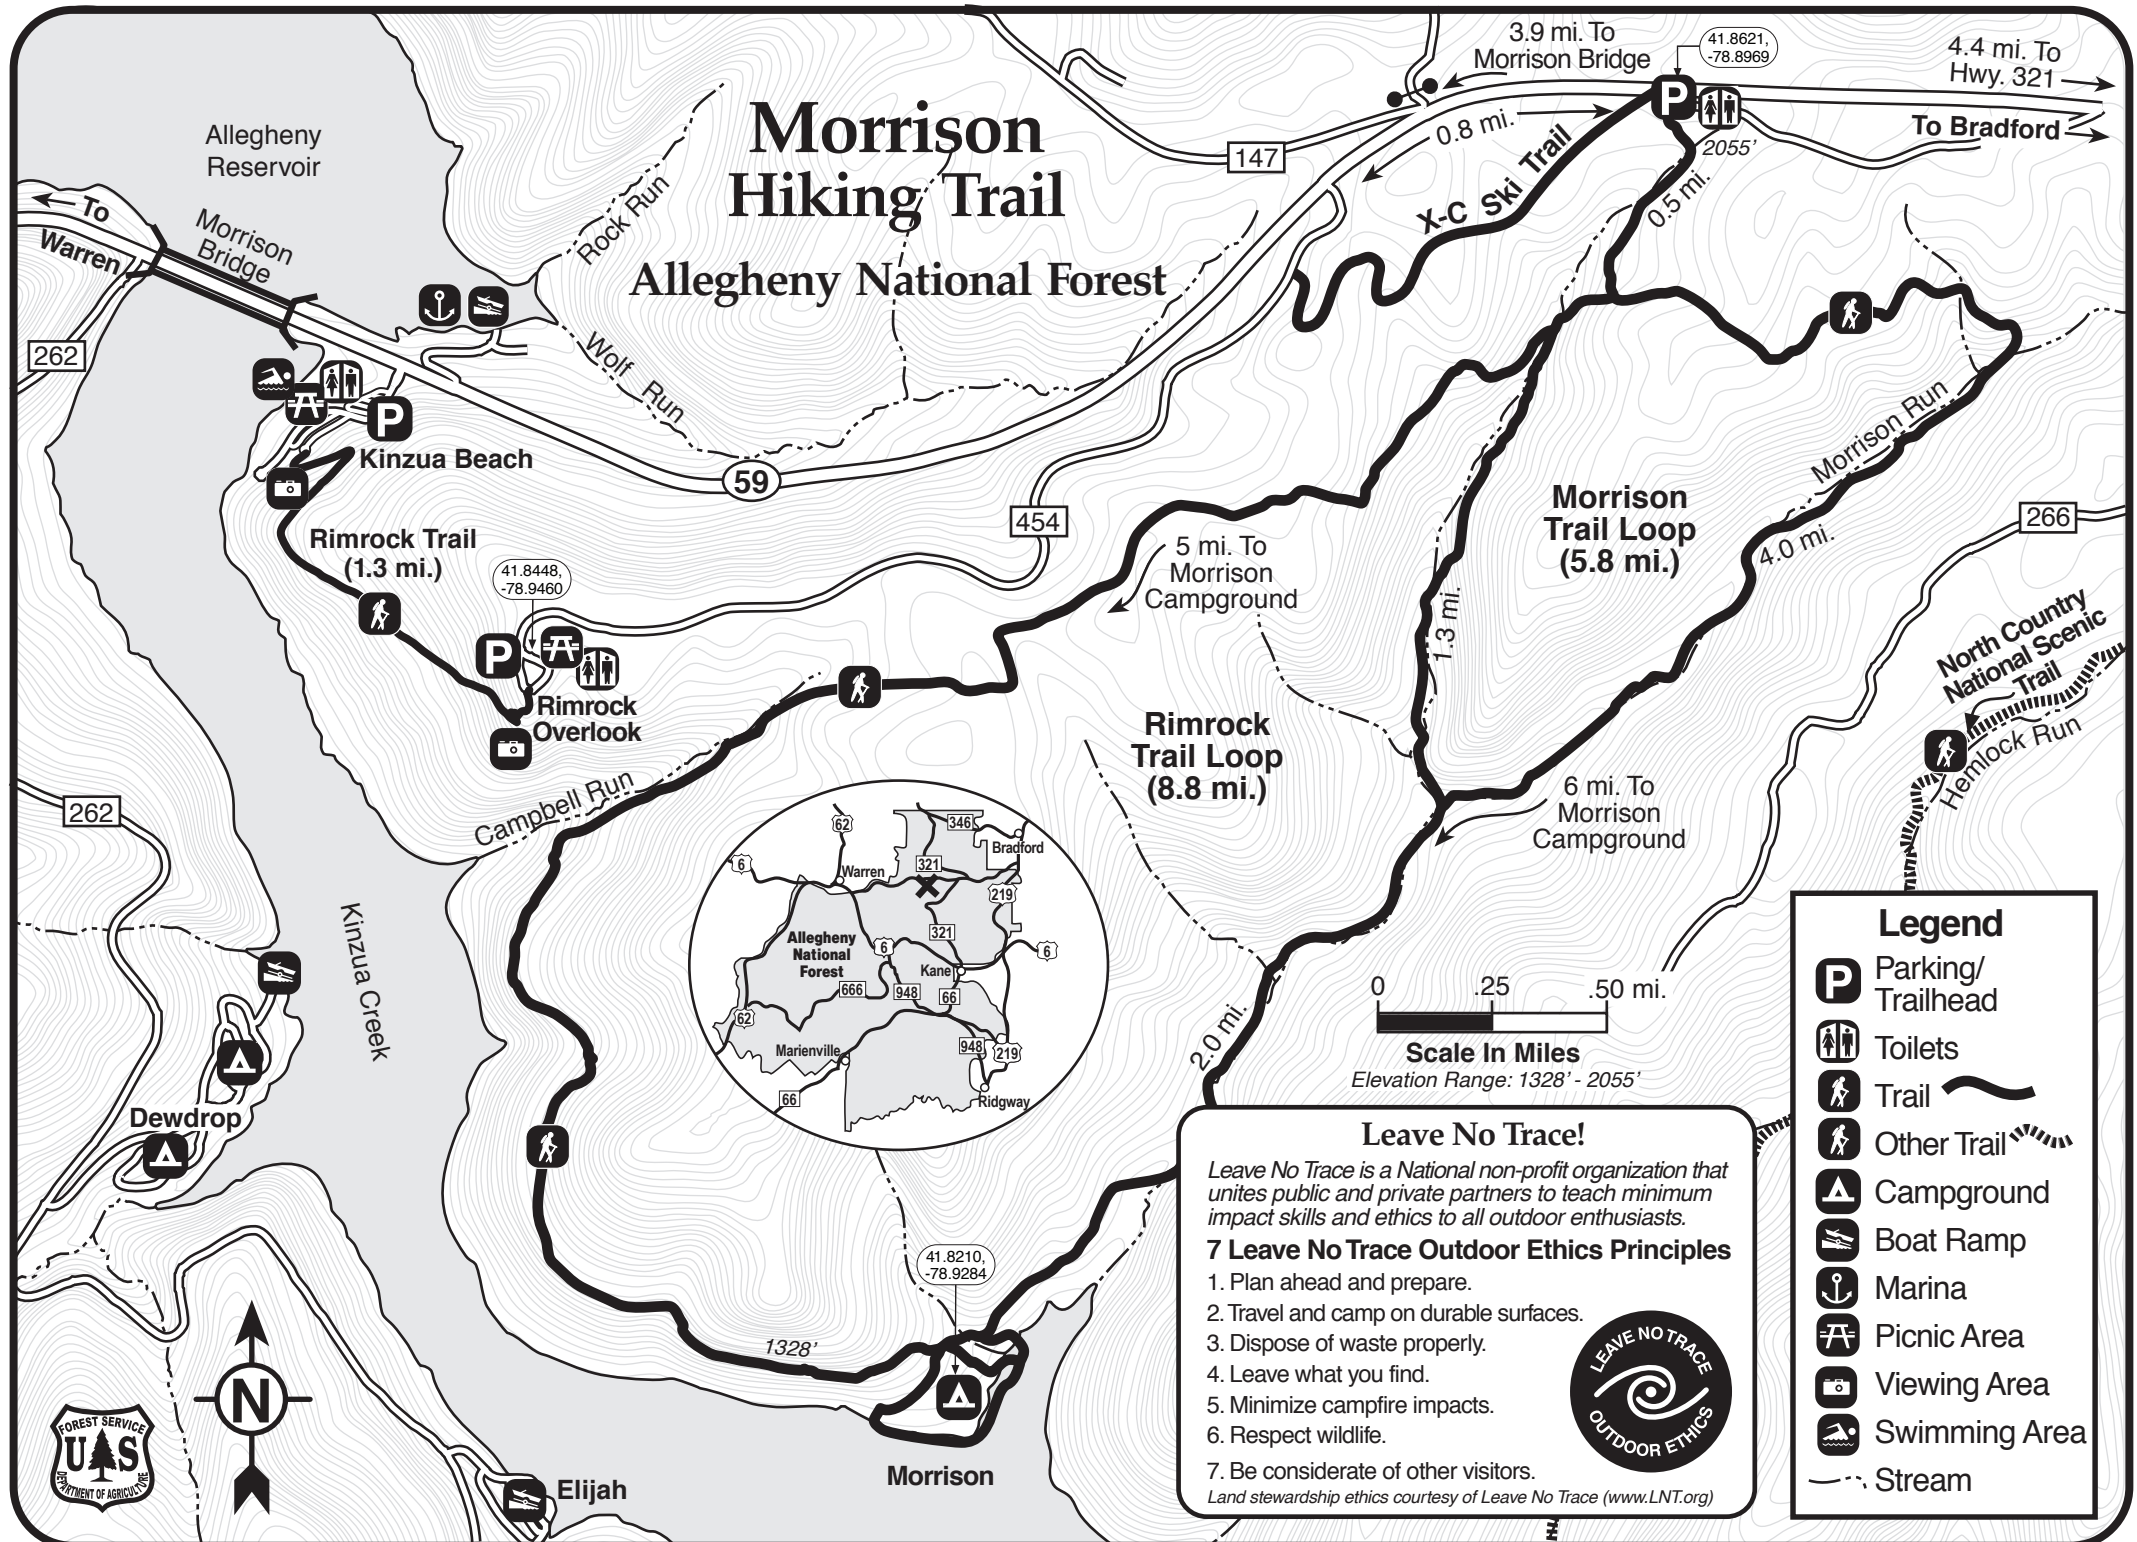 Morrison
Hiking Trail
Allegheny National Forest
Allegheny
Reservoir
To
Warren
Morrison
Bridge
262
Rock Run
Wolf Run
Kinzua Beach
59
147
3.9 mi. To
Morrison Bridge
41.8621,
-78.8969
P
4.4 mi. To
Hwy. 321
To Bradford
0.8 mi.
2055'
X-C Ski Trail
0.5 mi.
P
Rimrock Trail
(1.3 mi.)
41.8448,
-78.9460
P
Rimrock
Overlook
454
5 mi. To
Morrison
Campground
Morrison
Trail Loop
(5.8 mi.)
Morrison Run
4.0 mi.
266
1.3 mi.
North Country
National Scenic
Trail
Hemlock Run
Rimrock
Trail Loop
(8.8 mi.)
6 mi. To
Morrison
Campground
Campbell Run
262
Kinzua Creek
Dewdrop
62
346
Bradford
6
Warren
321
219
Allegheny
National
Forest
6
321
6
Kane
666
948
66
62
Marienville
948
219
66
Ridgway
2.0 mi.
0 .25 .50 mi.
Scale In Miles
Elevation Range: 1328' - 2055'
41.8210,
-78.9284
1328'
Morrison
Elijah
N
FOREST SERVICE
U S
DEPARTMENT OF AGRICULTURE
Leave No Trace!
Leave No Trace is a National non-profit organization that
unites public and private partners to teach minimum
impact skills and ethics to all outdoor enthusiasts.
7 Leave No Trace Outdoor Ethics Principles
1. Plan ahead and prepare.
2. Travel and camp on durable surfaces.
3. Dispose of waste properly.
4. Leave what you find.
5. Minimize campfire impacts.
6. Respect wildlife.
7. Be considerate of other visitors.
Land stewardship ethics courtesy of Leave No Trace (www.LNT.org)
LEAVE NO TRACE
OUTDOOR ETHICS
Legend
P
Parking/
Trailhead
Toilets
Trail
Other Trail
Campground
Boat Ramp
Marina
Picnic Area
Viewing Area
Swimming Area
Stream